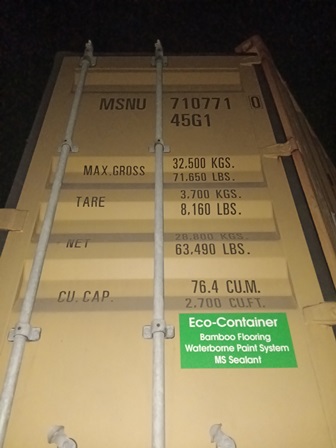 MSNU 710771 0
45G1
MAX.GROSS 32.500 KGS.
71.650 LBS.
TARE 3.700 KGS.
8.160 LBS.
NET 28.800 KGS.
63.490 LBS.
CU. CAP. 76.4 CU.M.
2.700 CU.FT.
Eco-Container
Bamboo Flooring
Waterborne Paint System
MS Sealant